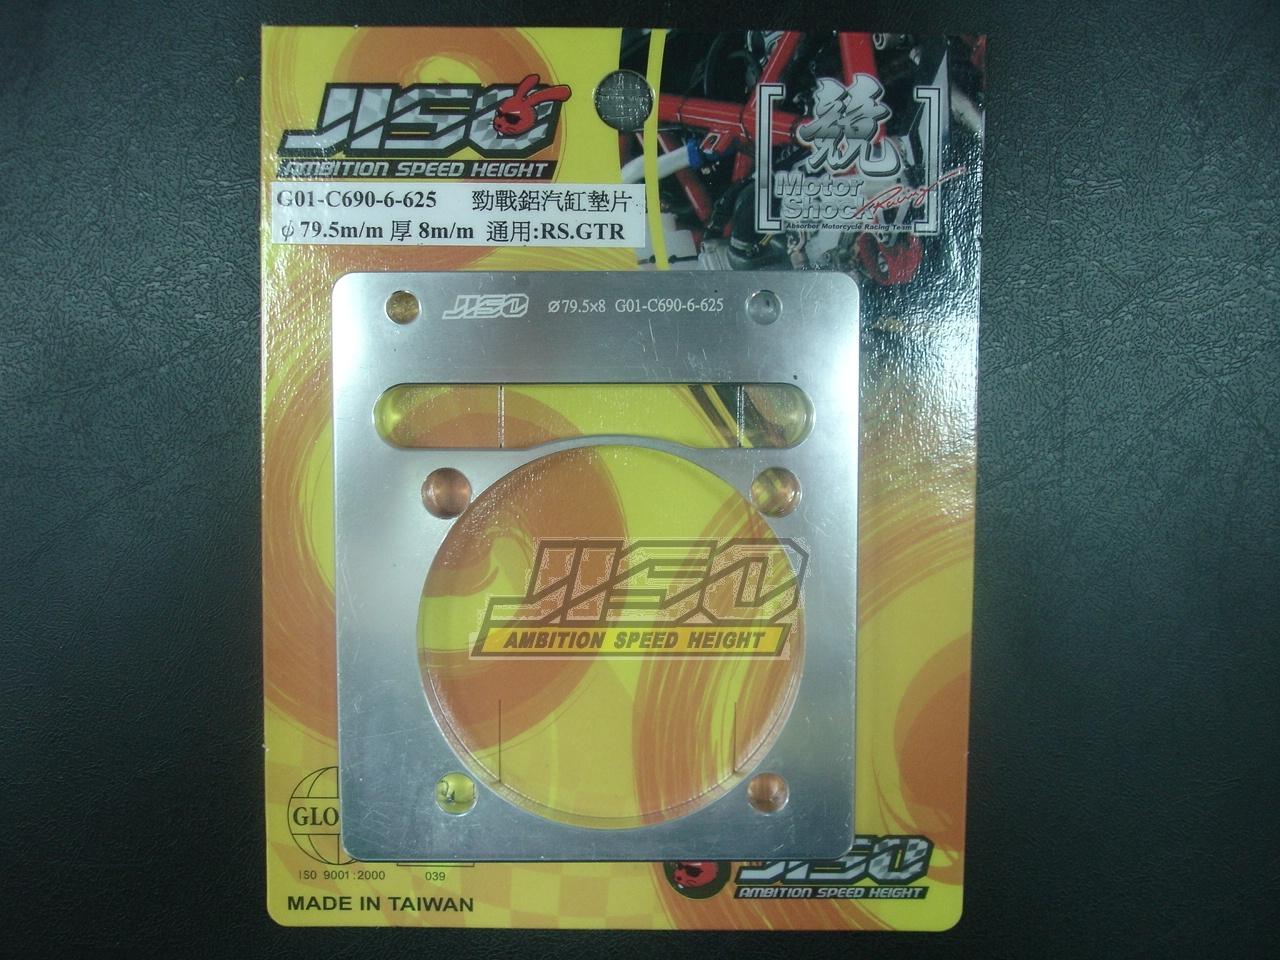 JISO
AMBITION SPEED HEIGHT
競
Motor
Shock Racing
Absorber Motorcycle Racing Team
G01-C690-6-625 勁戰鋁汽缸墊片
φ79.5m/m 厚 8m/m 通用:RS.GTR
JISO Ø79.5x8 G01-C690-6-625
JISO
AMBITION SPEED HEIGHT
GLO
ISO 9001:2000
039
MADE IN TAIWAN
JISO
AMBITION SPEED HEIGHT